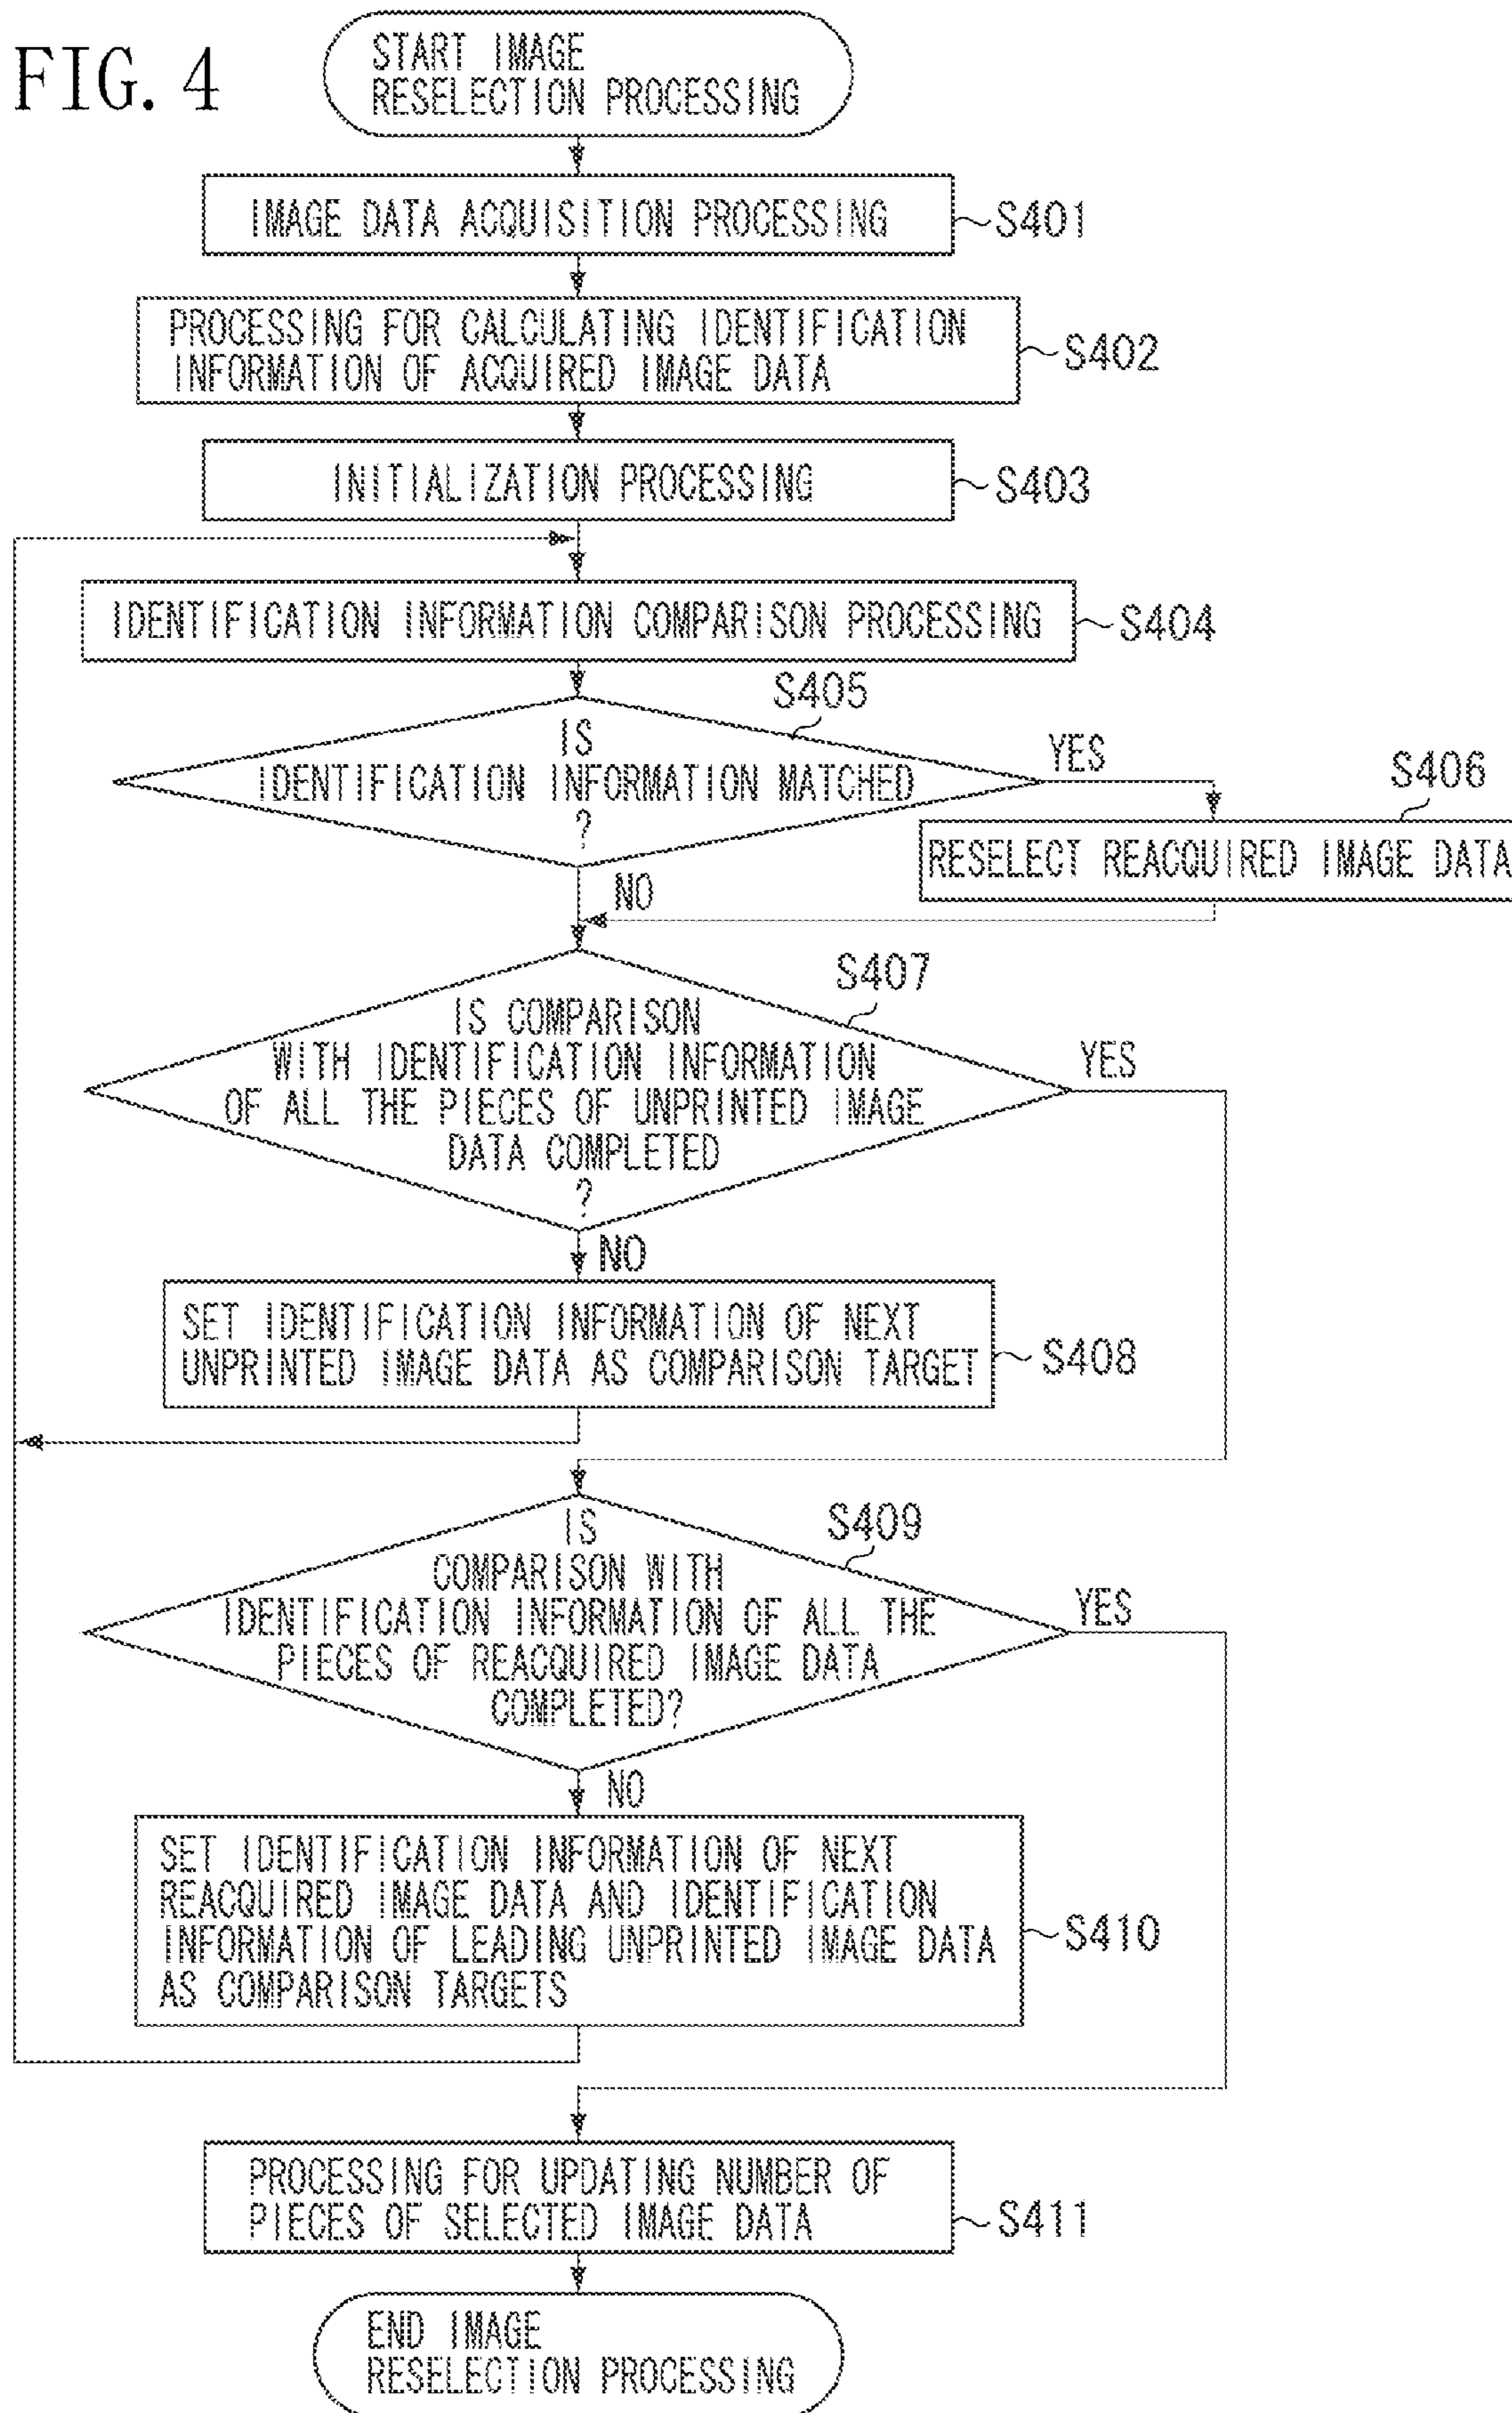 FIG. 4
START IMAGE
RESELECTION PROCESSING
IMAGE DATA ACQUISITION PROCESSING
S401
PROCESSING FOR CALCULATING IDENTIFICATION
INFORMATION OF ACQUIRED IMAGE DATA
S402
INITIALIZATION PROCESSING
S403
IDENTIFICATION INFORMATION COMPARISON PROCESSING
S404
S405
IS
IDENTIFICATION INFORMATION MATCHED
?
YES
S406
RESELECT REACQUIRED IMAGE DATA
NO
S407
IS COMPARISON
WITH IDENTIFICATION INFORMATION
OF ALL THE PIECES OF UNPRINTED IMAGE
DATA COMPLETED
?
YES
NO
SET IDENTIFICATION INFORMATION OF NEXT
UNPRINTED IMAGE DATA AS COMPARISON TARGET
S408
S409
IS
COMPARISON WITH
IDENTIFICATION INFORMATION OF ALL THE
PIECES OF REACQUIRED IMAGE DATA
COMPLETED?
YES
NO
SET IDENTIFICATION INFORMATION OF NEXT
REACQUIRED IMAGE DATA AND IDENTIFICATION
INFORMATION OF LEADING UNPRINTED IMAGE DATA
AS COMPARISON TARGETS
S410
PROCESSING FOR UPDATING NUMBER OF
PIECES OF SELECTED IMAGE DATA
S411
END IMAGE
RESELECTION PROCESSING